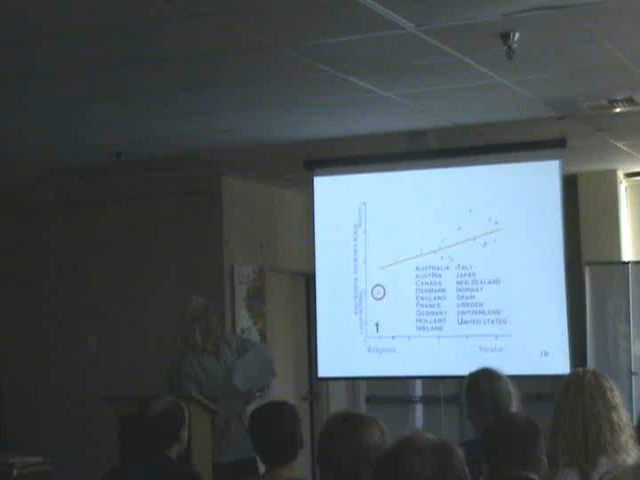 AUSTRALIA ITALY
AUSTRIA JAPAN
CANADA NEW ZEALAND
DENMARK NORWAY
ENGLAND SPAIN
FRANCE SWEDEN
GERMANY SWITZERLAND
HOLLAND UNITED STATES
IRELAND
1
Religious Secular